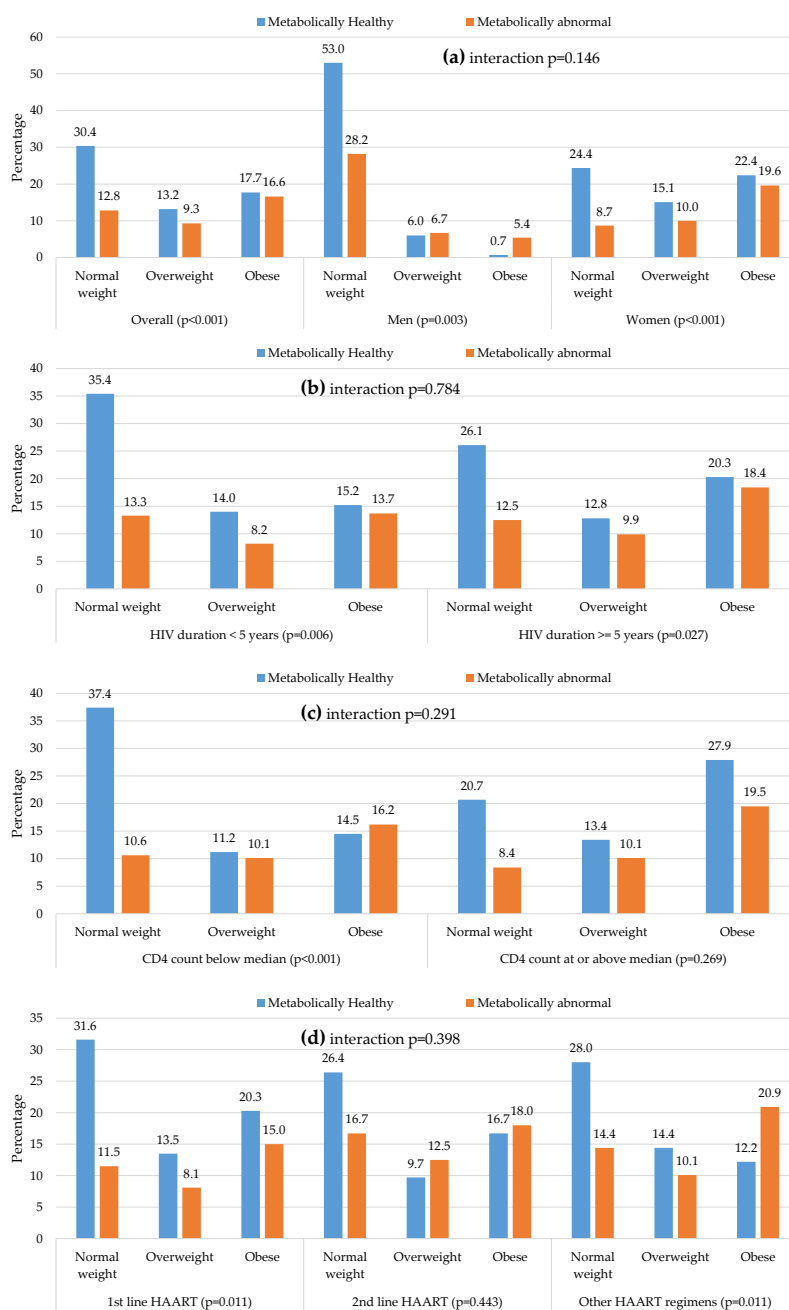 Metabolically Healthy Metabolically abnormal
(a) interaction p=0.146
Percentage
60
50
40
30
20
10
0
30.4 12.8 13.2 9.3 17.7 16.6 53.0 28.2 6.0 6.7 0.7 5.4 24.4 8.7 15.1 10.0 22.4 19.6
Normal Overweight Obese Normal Overweight Obese Normal Overweight Obese
weight weight weight
Overall (p<0.001) Men (p=0.003) Women (p<0.001)
Metabolically Healthy Metabolically abnormal
(b) interaction p=0.784
Percentage
40
35
30
25
20
15
10
5
0
35.4 13.3 14.0 8.2 15.2 13.7 26.1 12.5 12.8 9.9 20.3 18.4
Normal weight Overweight Obese Normal weight Overweight Obese
HIV duration < 5 years (p=0.006) HIV duration >= 5 years (p=0.027)
Metabolically Healthy Metabolically abnormal
(c) interaction p=0.291
Percentage
40
35
30
25
20
15
10
5
0
37.4 10.6 11.2 10.1 14.5 16.2 20.7 8.4 13.4 10.1 27.9 19.5
Normal weight Overweight Obese Normal weight Overweight Obese
CD4 count below median (p<0.001) CD4 count at or above median (p=0.269)
Metabolically Healthy Metabolically abnormal
(d) interaction p=0.398
Percentage
35
30
25
20
15
10
5
0
31.6 11.5 13.5 8.1 20.3 15.0 26.4 16.7 9.7 12.5 16.7 18.0 28.0 14.4 14.4 10.1 12.2 20.9
Normal Overweight Obese Normal Overweight Obese Normal Overweight Obese
weight weight weight
1st line HAART (p=0.011) 2nd line HAART (p=0.443) Other HAART regimens (p=0.011)